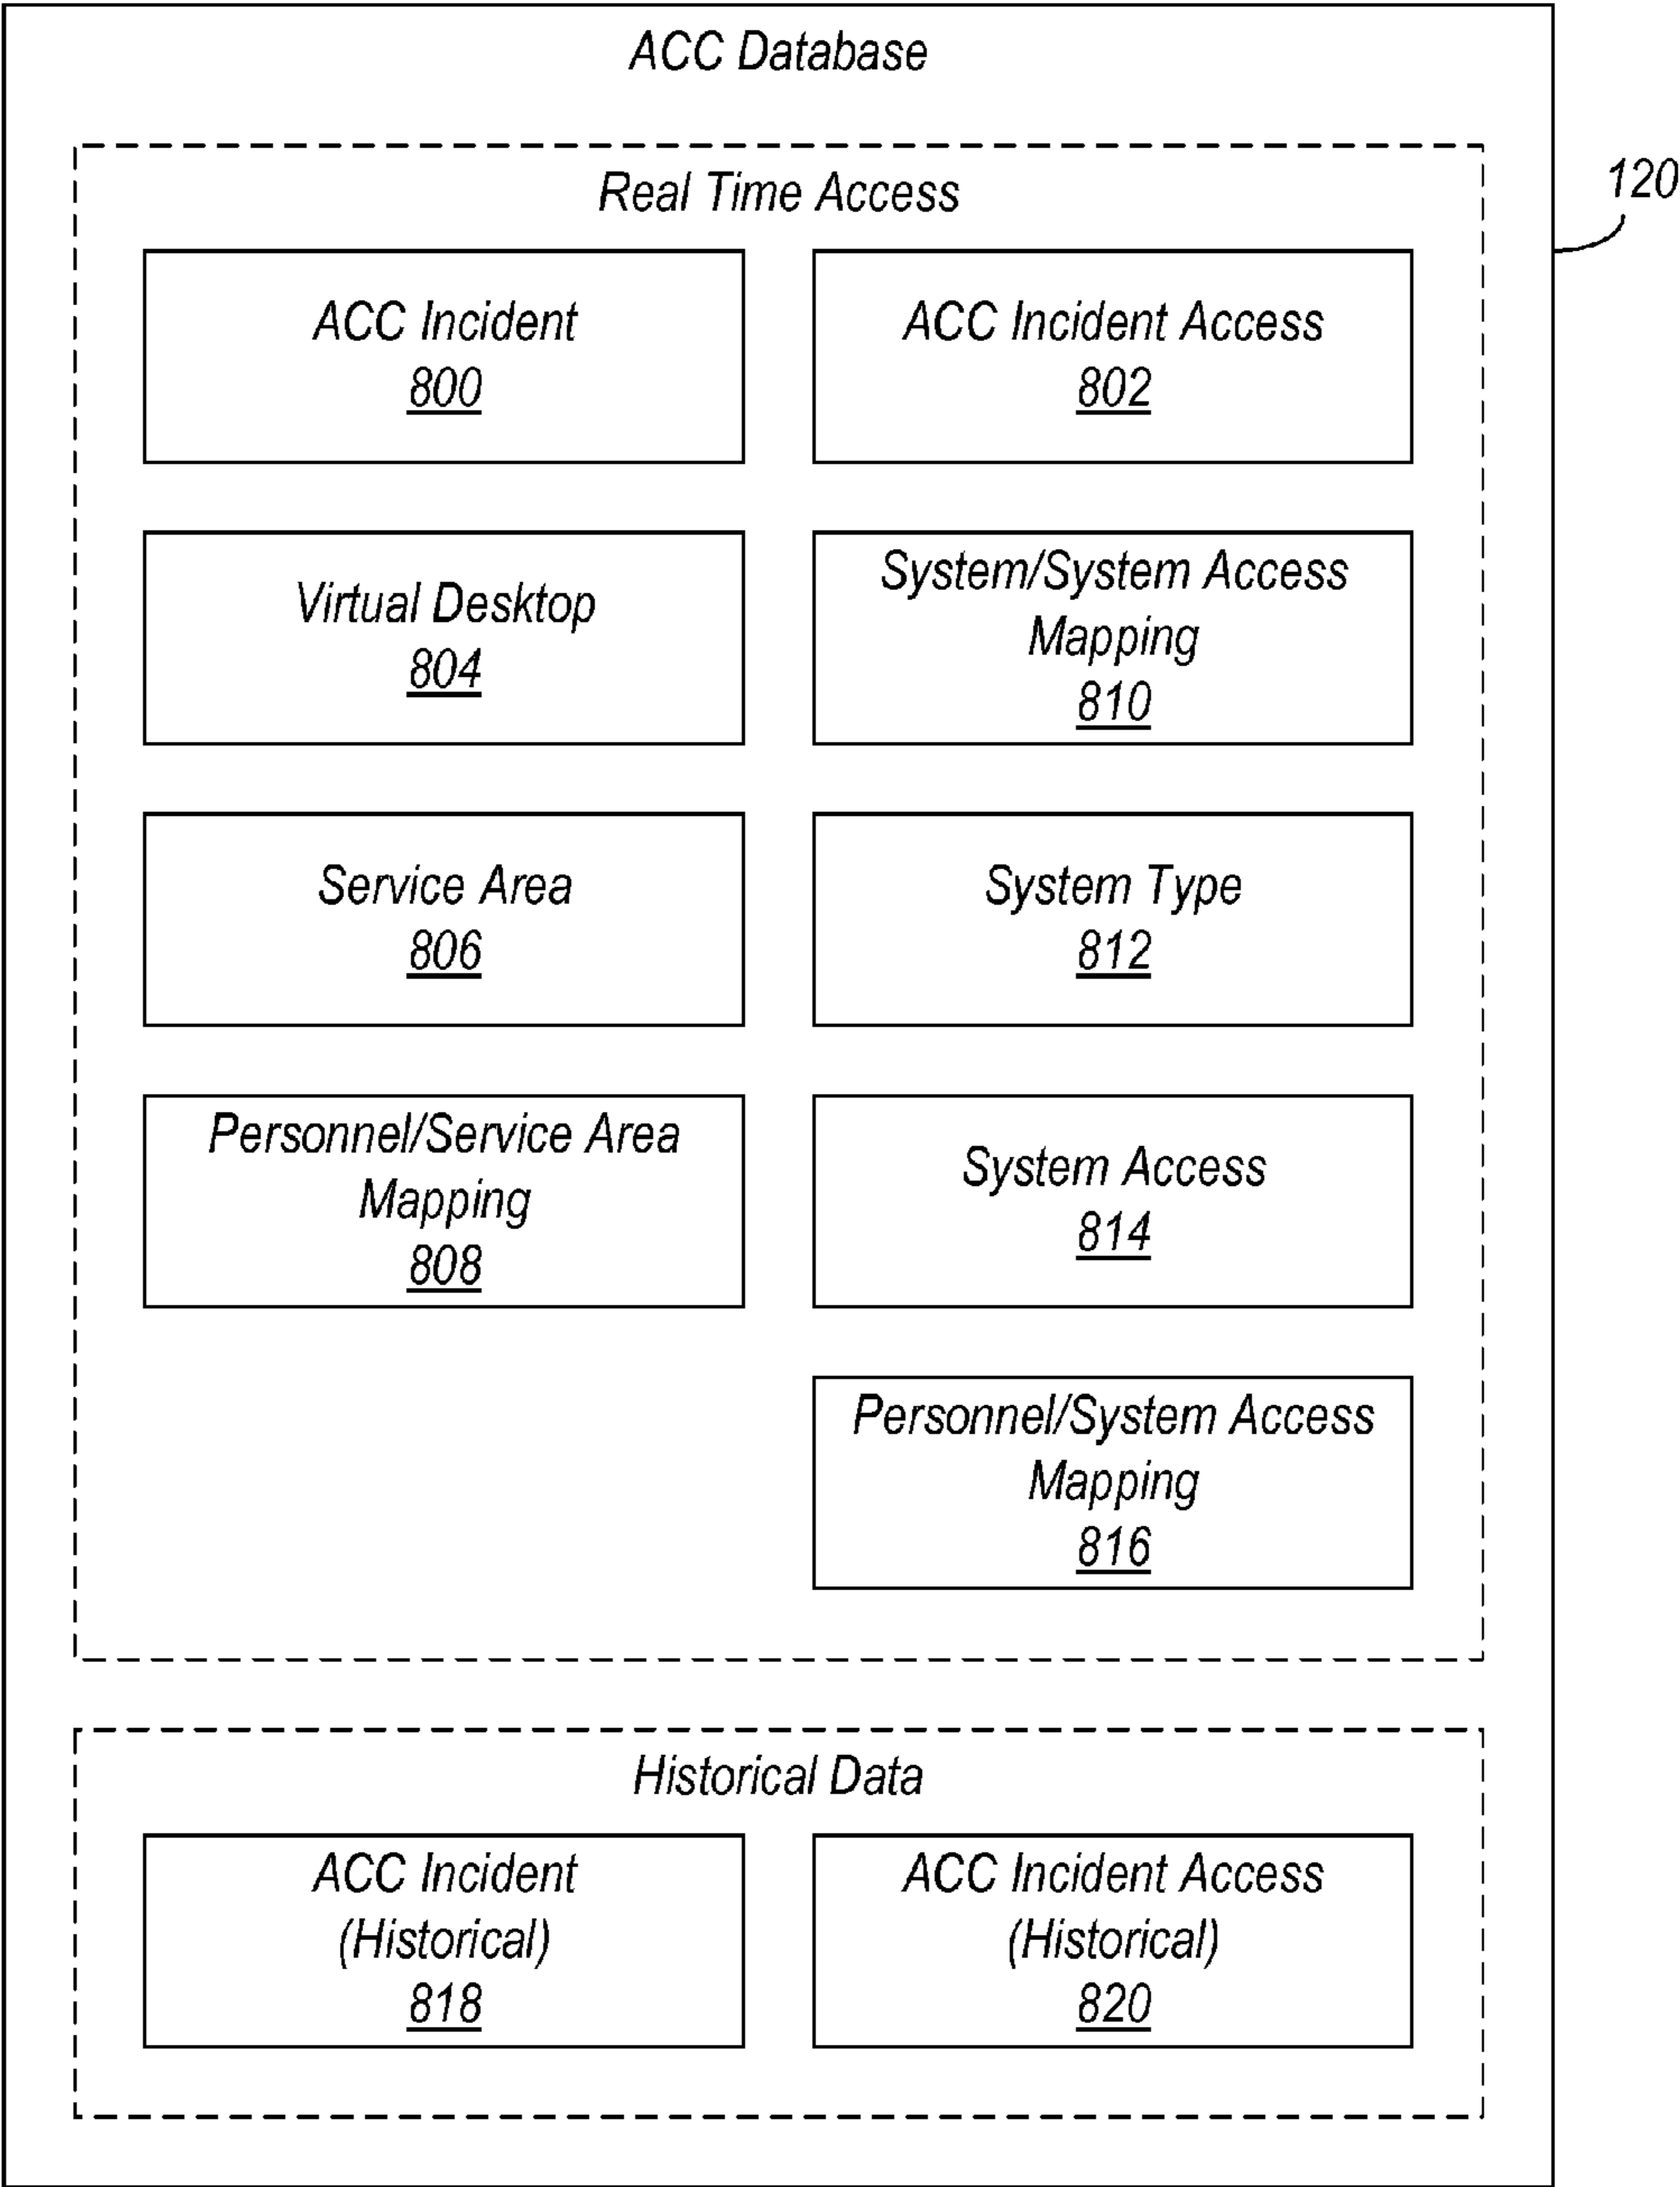 ACC Database
120
Real Time Access
ACC Incident
800
ACC Incident Access
802
Virtual Desktop
804
System/System Access
Mapping
810
Service Area
806
System Type
812
Personnel/Service Area
Mapping
808
System Access
814
Personnel/System Access
Mapping
816
Historical Data
ACC Incident
(Historical)
818
ACC Incident Access
(Historical)
820